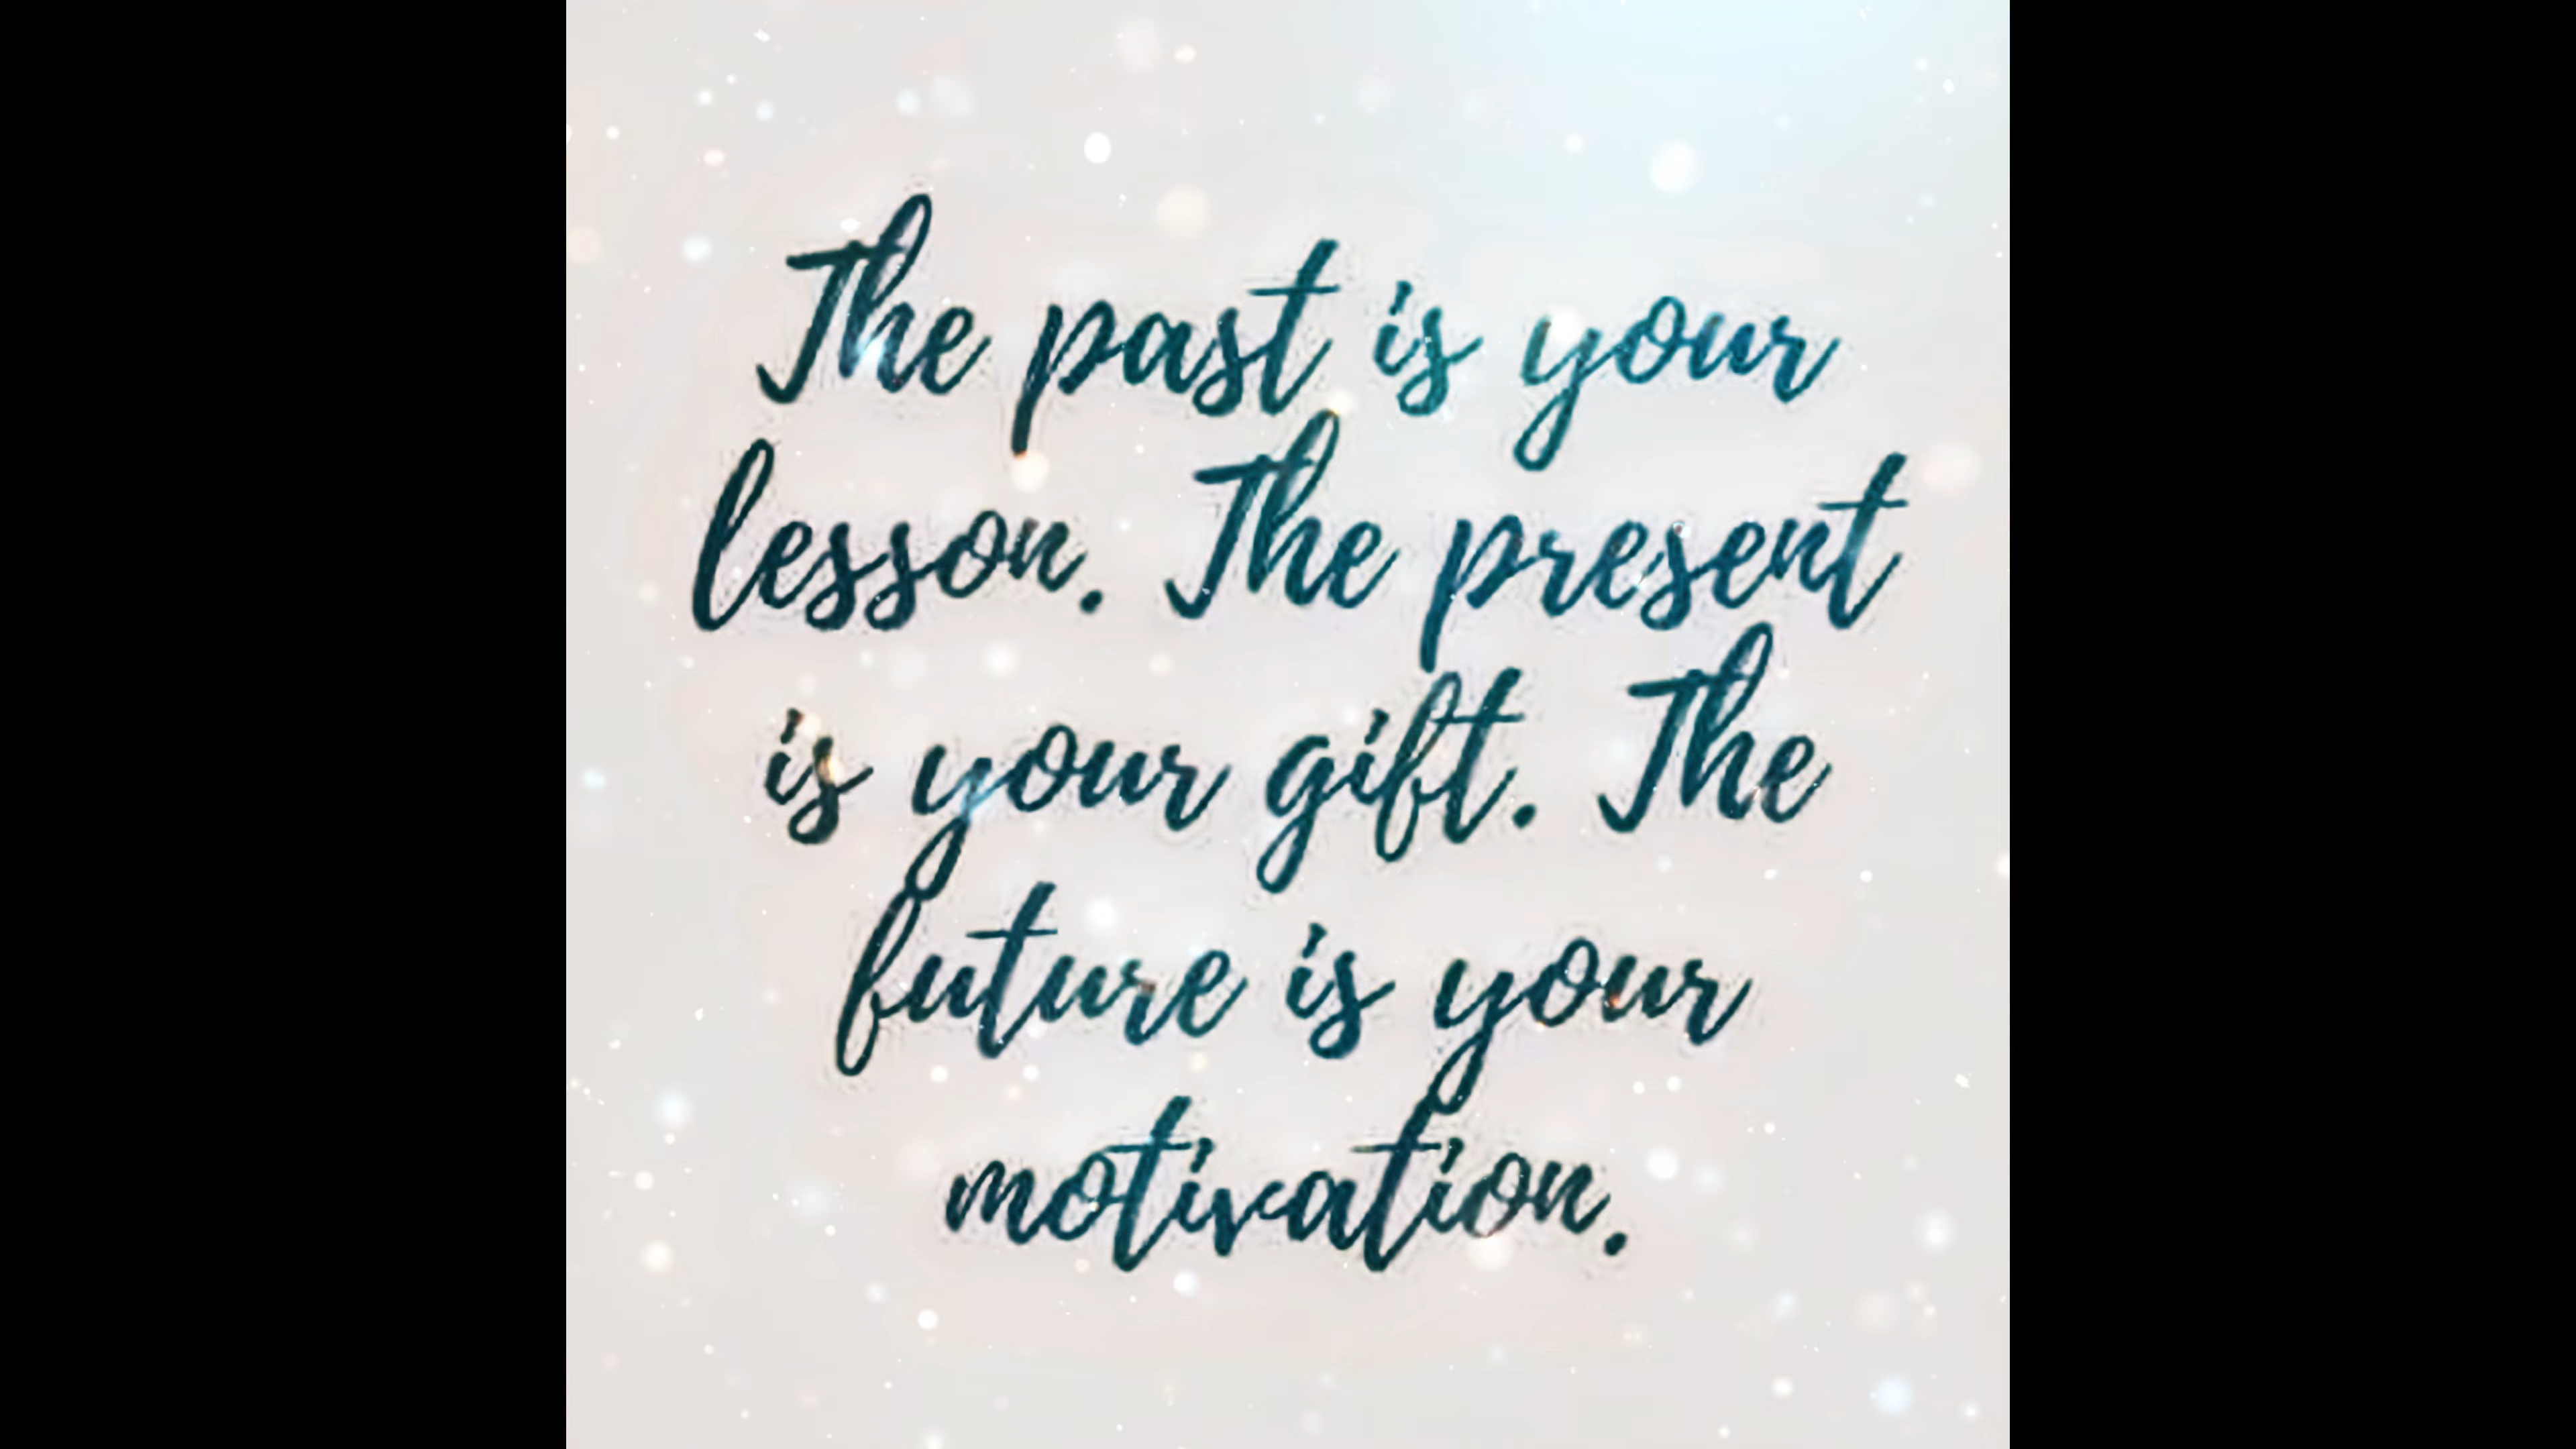 The past is your
lesson. The present
is your gift. The
future is your
motivation.